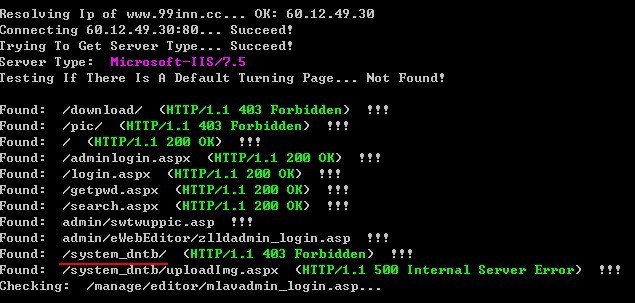 Resolving Ip of www.99inn.cc... OK: 60.12.49.30
Connecting 60.12.49.30:80... Succeed!
Trying To Get Server Type... Succeed!
Server Type:  Microsoft-IIS/7.5
Testing If There Is A Default Turning Page... Not Found!
Found:  /download/  (HTTP/1.1 403 Forbidden)  !!!
Found:  /pic/  (HTTP/1.1 403 Forbidden)  !!!
Found:  /  (HTTP/1.1 200 OK)  !!!
Found:  /adminlogin.aspx  (HTTP/1.1 200 OK)  !!!
Found:  /login.aspx  (HTTP/1.1 200 OK)  !!!
Found:  /getpwd.aspx  (HTTP/1.1 200 OK)  !!!
Found:  /search.aspx  (HTTP/1.1 200 OK)  !!!
Found:  admin/swtwuppic.asp  !!!
Found:  admin/eWebEditor/zlldadmin_login.asp  !!!
Found:  /system_dntb/  (HTTP/1.1 403 Forbidden)  !!!
Found:  /system_dntb/uploadImg.aspx  (HTTP/1.1 500 Internal Server Error)  !!!
Checking:  /manage/editor/mlavadmin_login.asp...